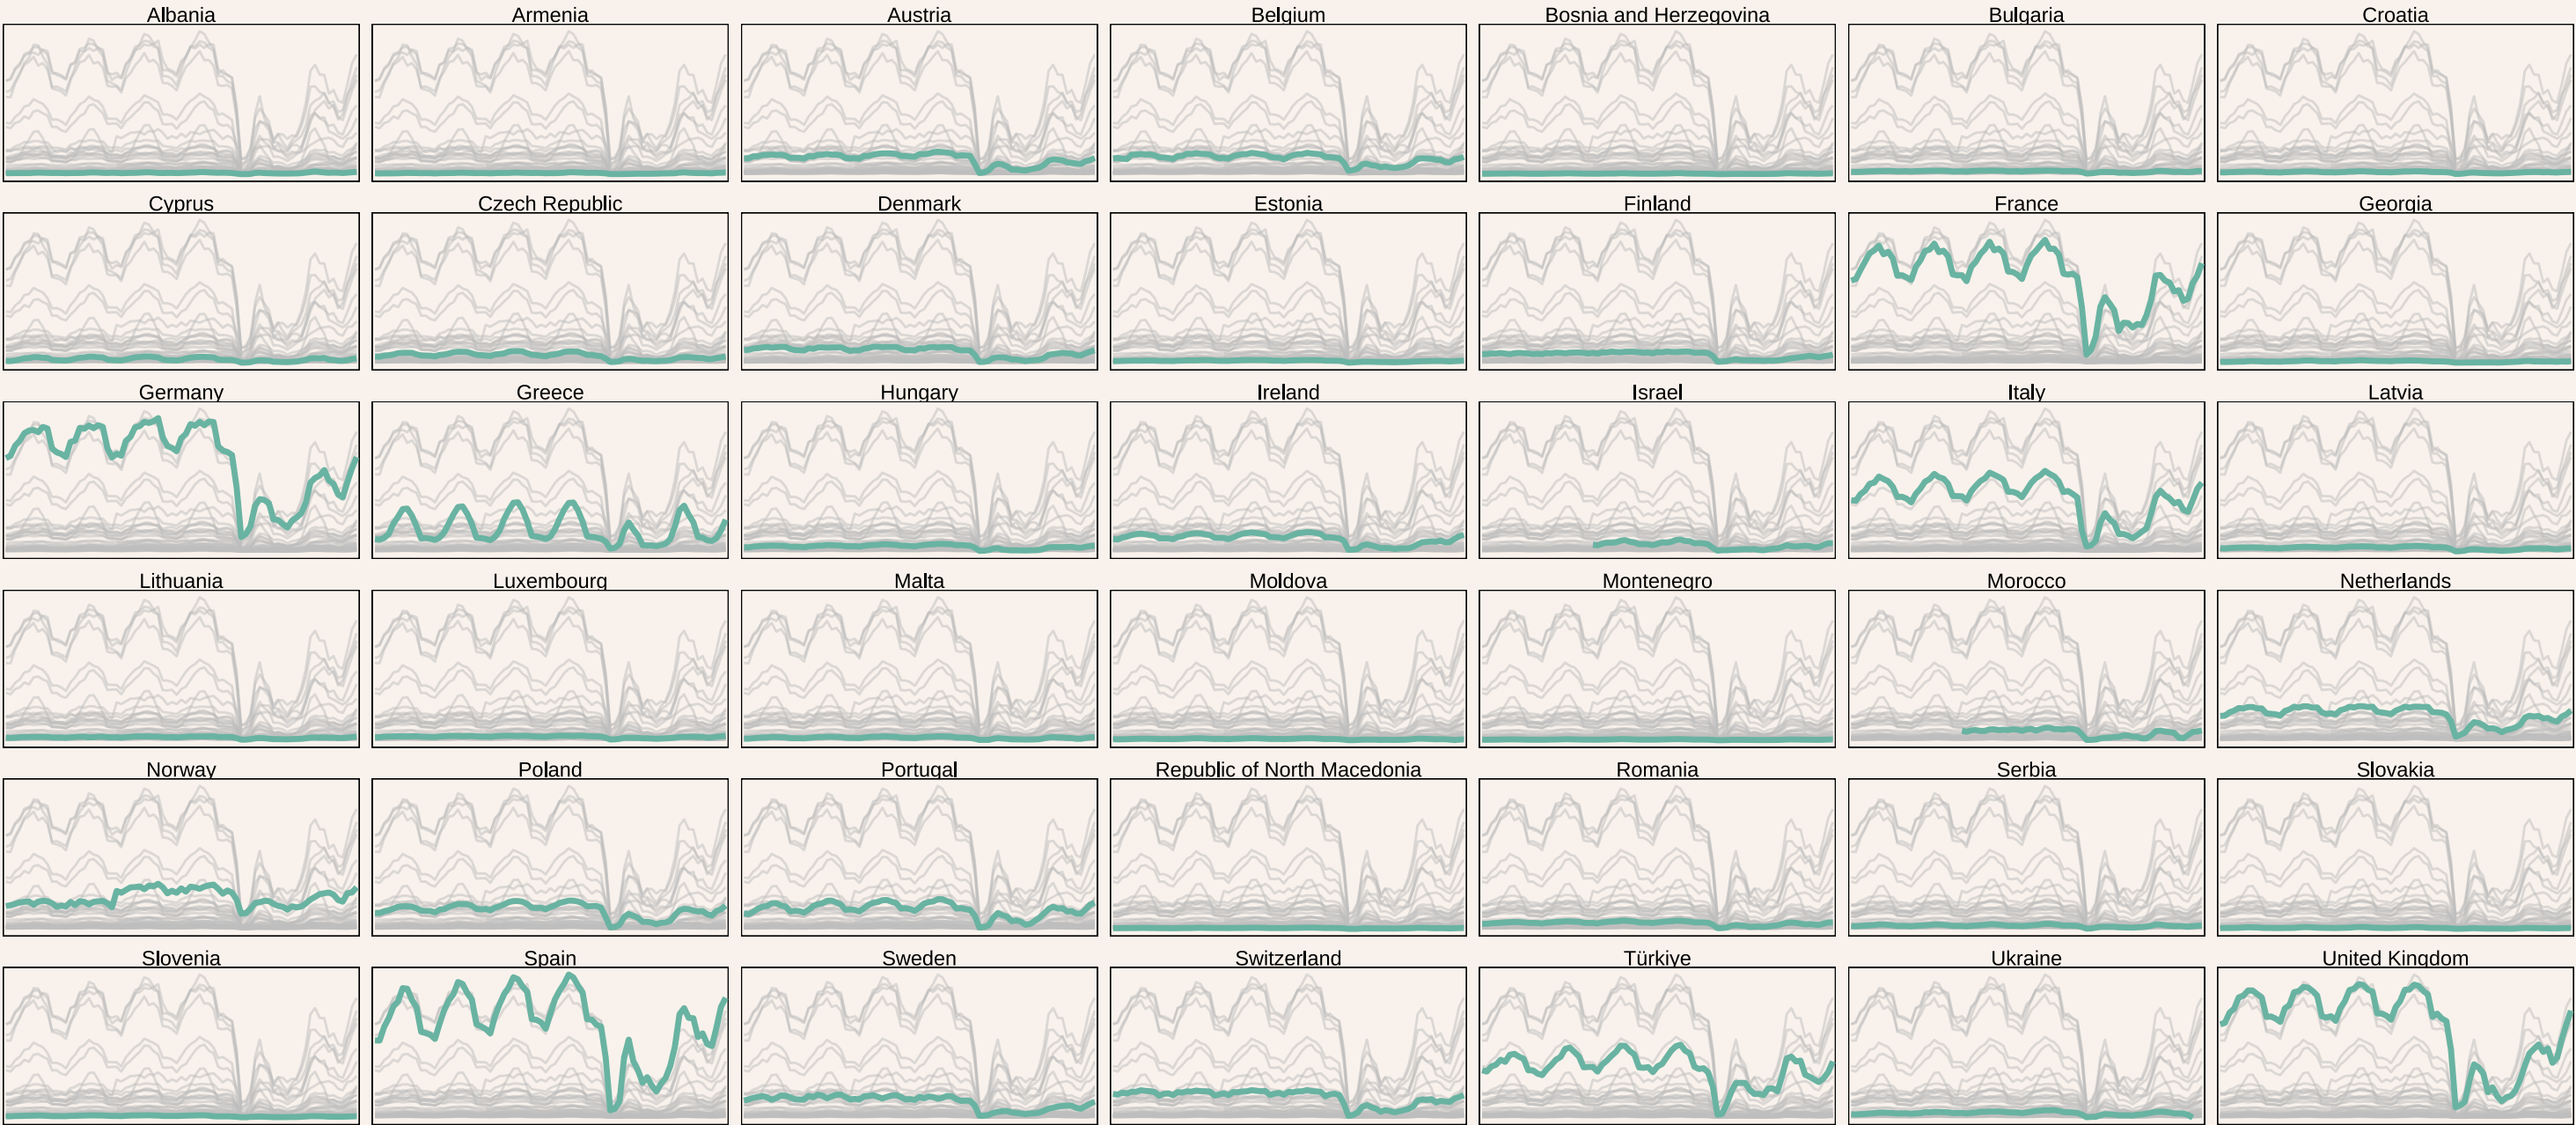 Albania
Armenia
Austria
Belgium
Bosnia and Herzegovina
Bulgaria
Croatia
Cyprus
Czech Republic
Denmark
Estonia
Finland
France
Georgia
Germany
Greece
Hungary
Ireland
Israel
Italy
Latvia
Lithuania
Luxembourg
Malta
Moldova
Montenegro
Morocco
Netherlands
Norway
Poland
Portugal
Republic of North Macedonia
Romania
Serbia
Slovakia
Slovenia
Spain
Sweden
Switzerland
Türkiye
Ukraine
United Kingdom